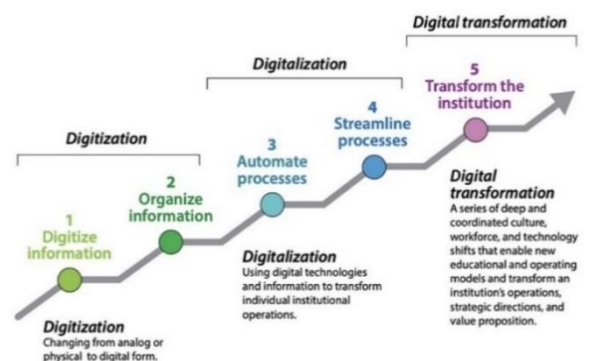 Digital transformation
Digitalization
Digitization
5
Transform the
institution
4
Streamline
processes
3
Automate
processes
2
Organize
information
1
Digitize
information
Digitization
Changing from analog or
physical to digital form.
Digitalization
Using digital technologies
and information to transform
individual institutional
operations.
Digital
transformation
A series of deep and
coordinated culture,
workforce, and technology
shifts that enable new
educational and operating
models and transform an
institution's operations,
strategic directions, and
value proposition.